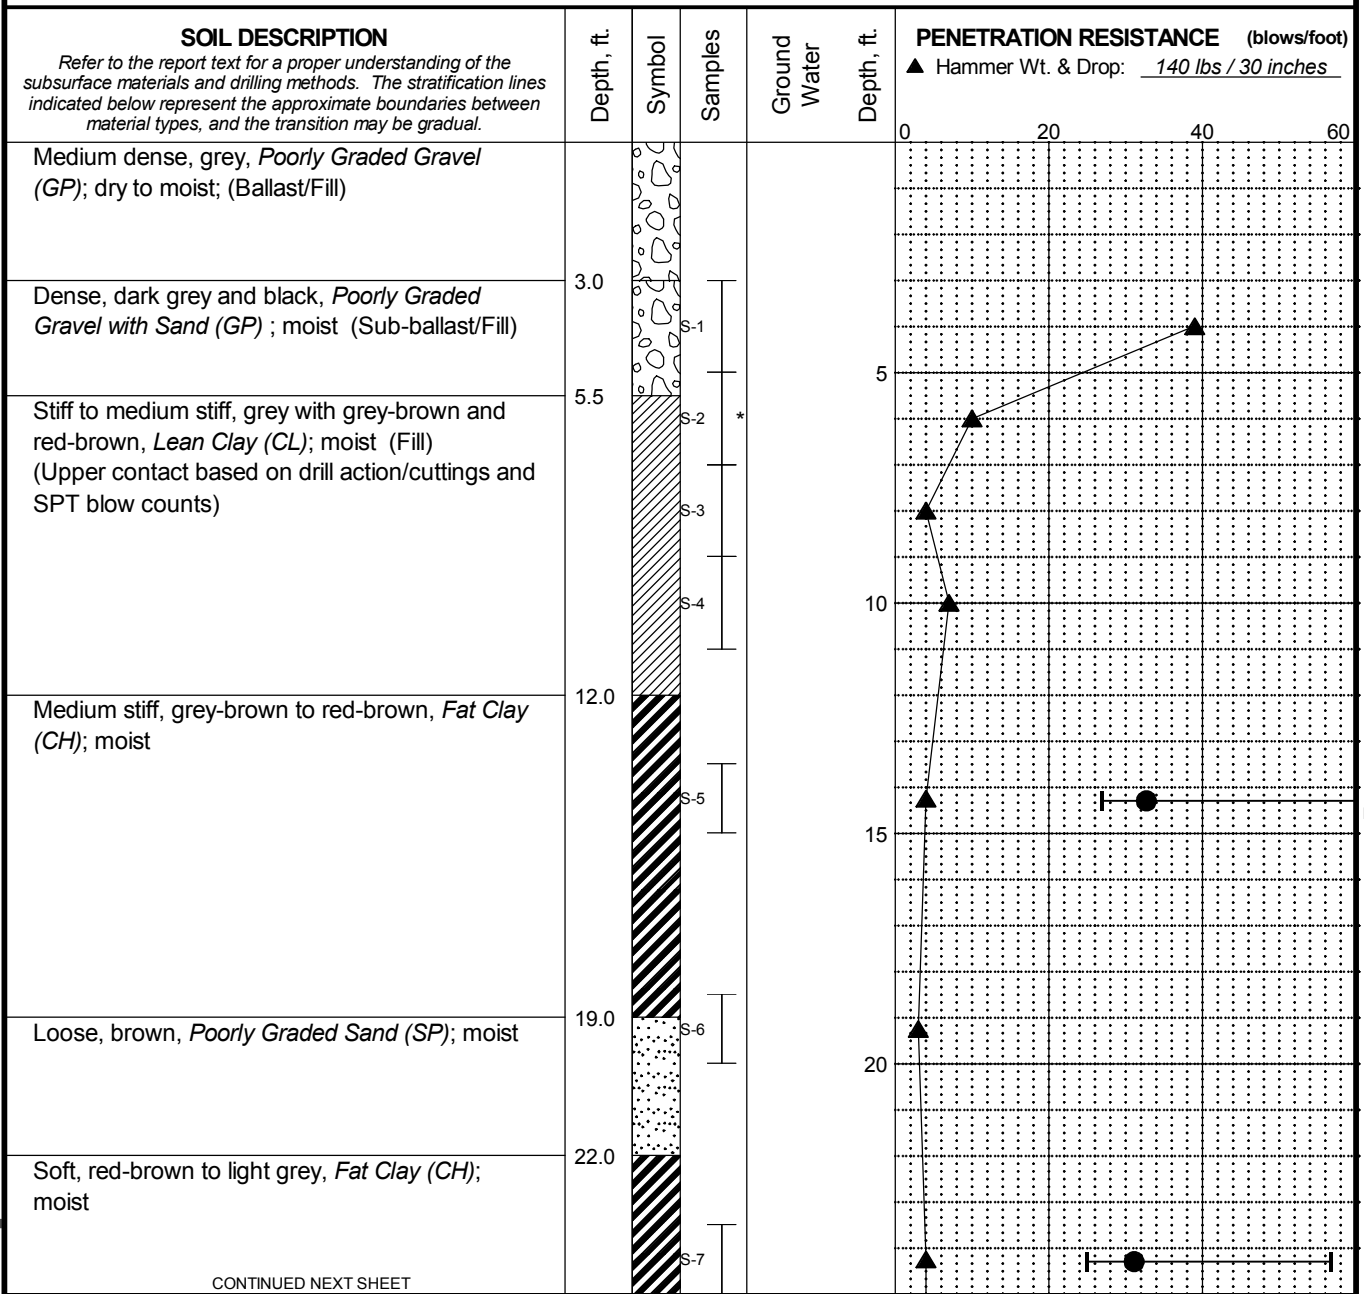 SOIL DESCRIPTION
Refer to the report text for a proper understanding of the
subsurface materials and drilling methods. The stratification lines
indicated below represent the approximate boundaries between
material types, and the transition may be gradual.
Depth, ft.
Symbol
Samples
Ground
Water
Depth, ft.
PENETRATION RESISTANCE (blows/foot)
▲ Hammer Wt. & Drop: 140 lbs / 30 inches
0 20 40 60
Medium dense, grey, Poorly Graded Gravel
(GP); dry to moist; (Ballast/Fill)
3.0
Dense, dark grey and black, Poorly Graded
Gravel with Sand (GP) ; moist (Sub-ballast/Fill)
S-1
5
5.5
Stiff to medium stiff, grey with grey-brown and
red-brown, Lean Clay (CL); moist (Fill)
(Upper contact based on drill action/cuttings and
SPT blow counts)
S-2 *
S-3
S-4
10
12.0
Medium stiff, grey-brown to red-brown, Fat Clay
(CH); moist
S-5
15
19.0
Loose, brown, Poorly Graded Sand (SP); moist
S-6
20
22.0
Soft, red-brown to light grey, Fat Clay (CH);
moist
S-7
CONTINUED NEXT SHEET